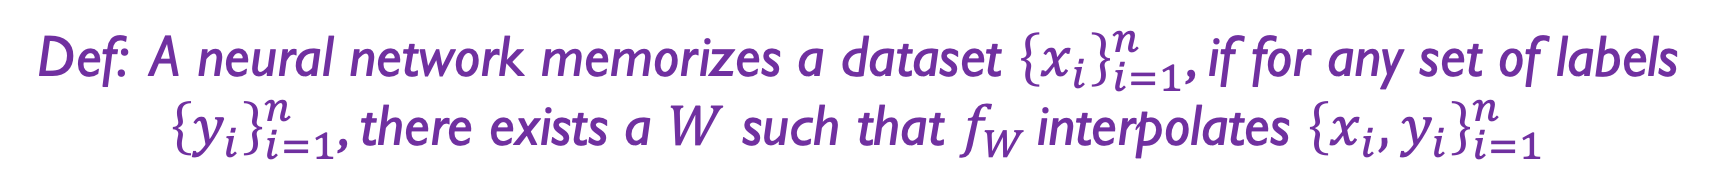 Def: A neural network memorizes a dataset $\{x_i\}_{i=1}^{n}$, if for any set of labels
$\{y_i\}_{i=1}^{n}$, there exists a $W$ such that $f_W$ interpolates $\{x_i, y_i\}_{i=1}^{n}$